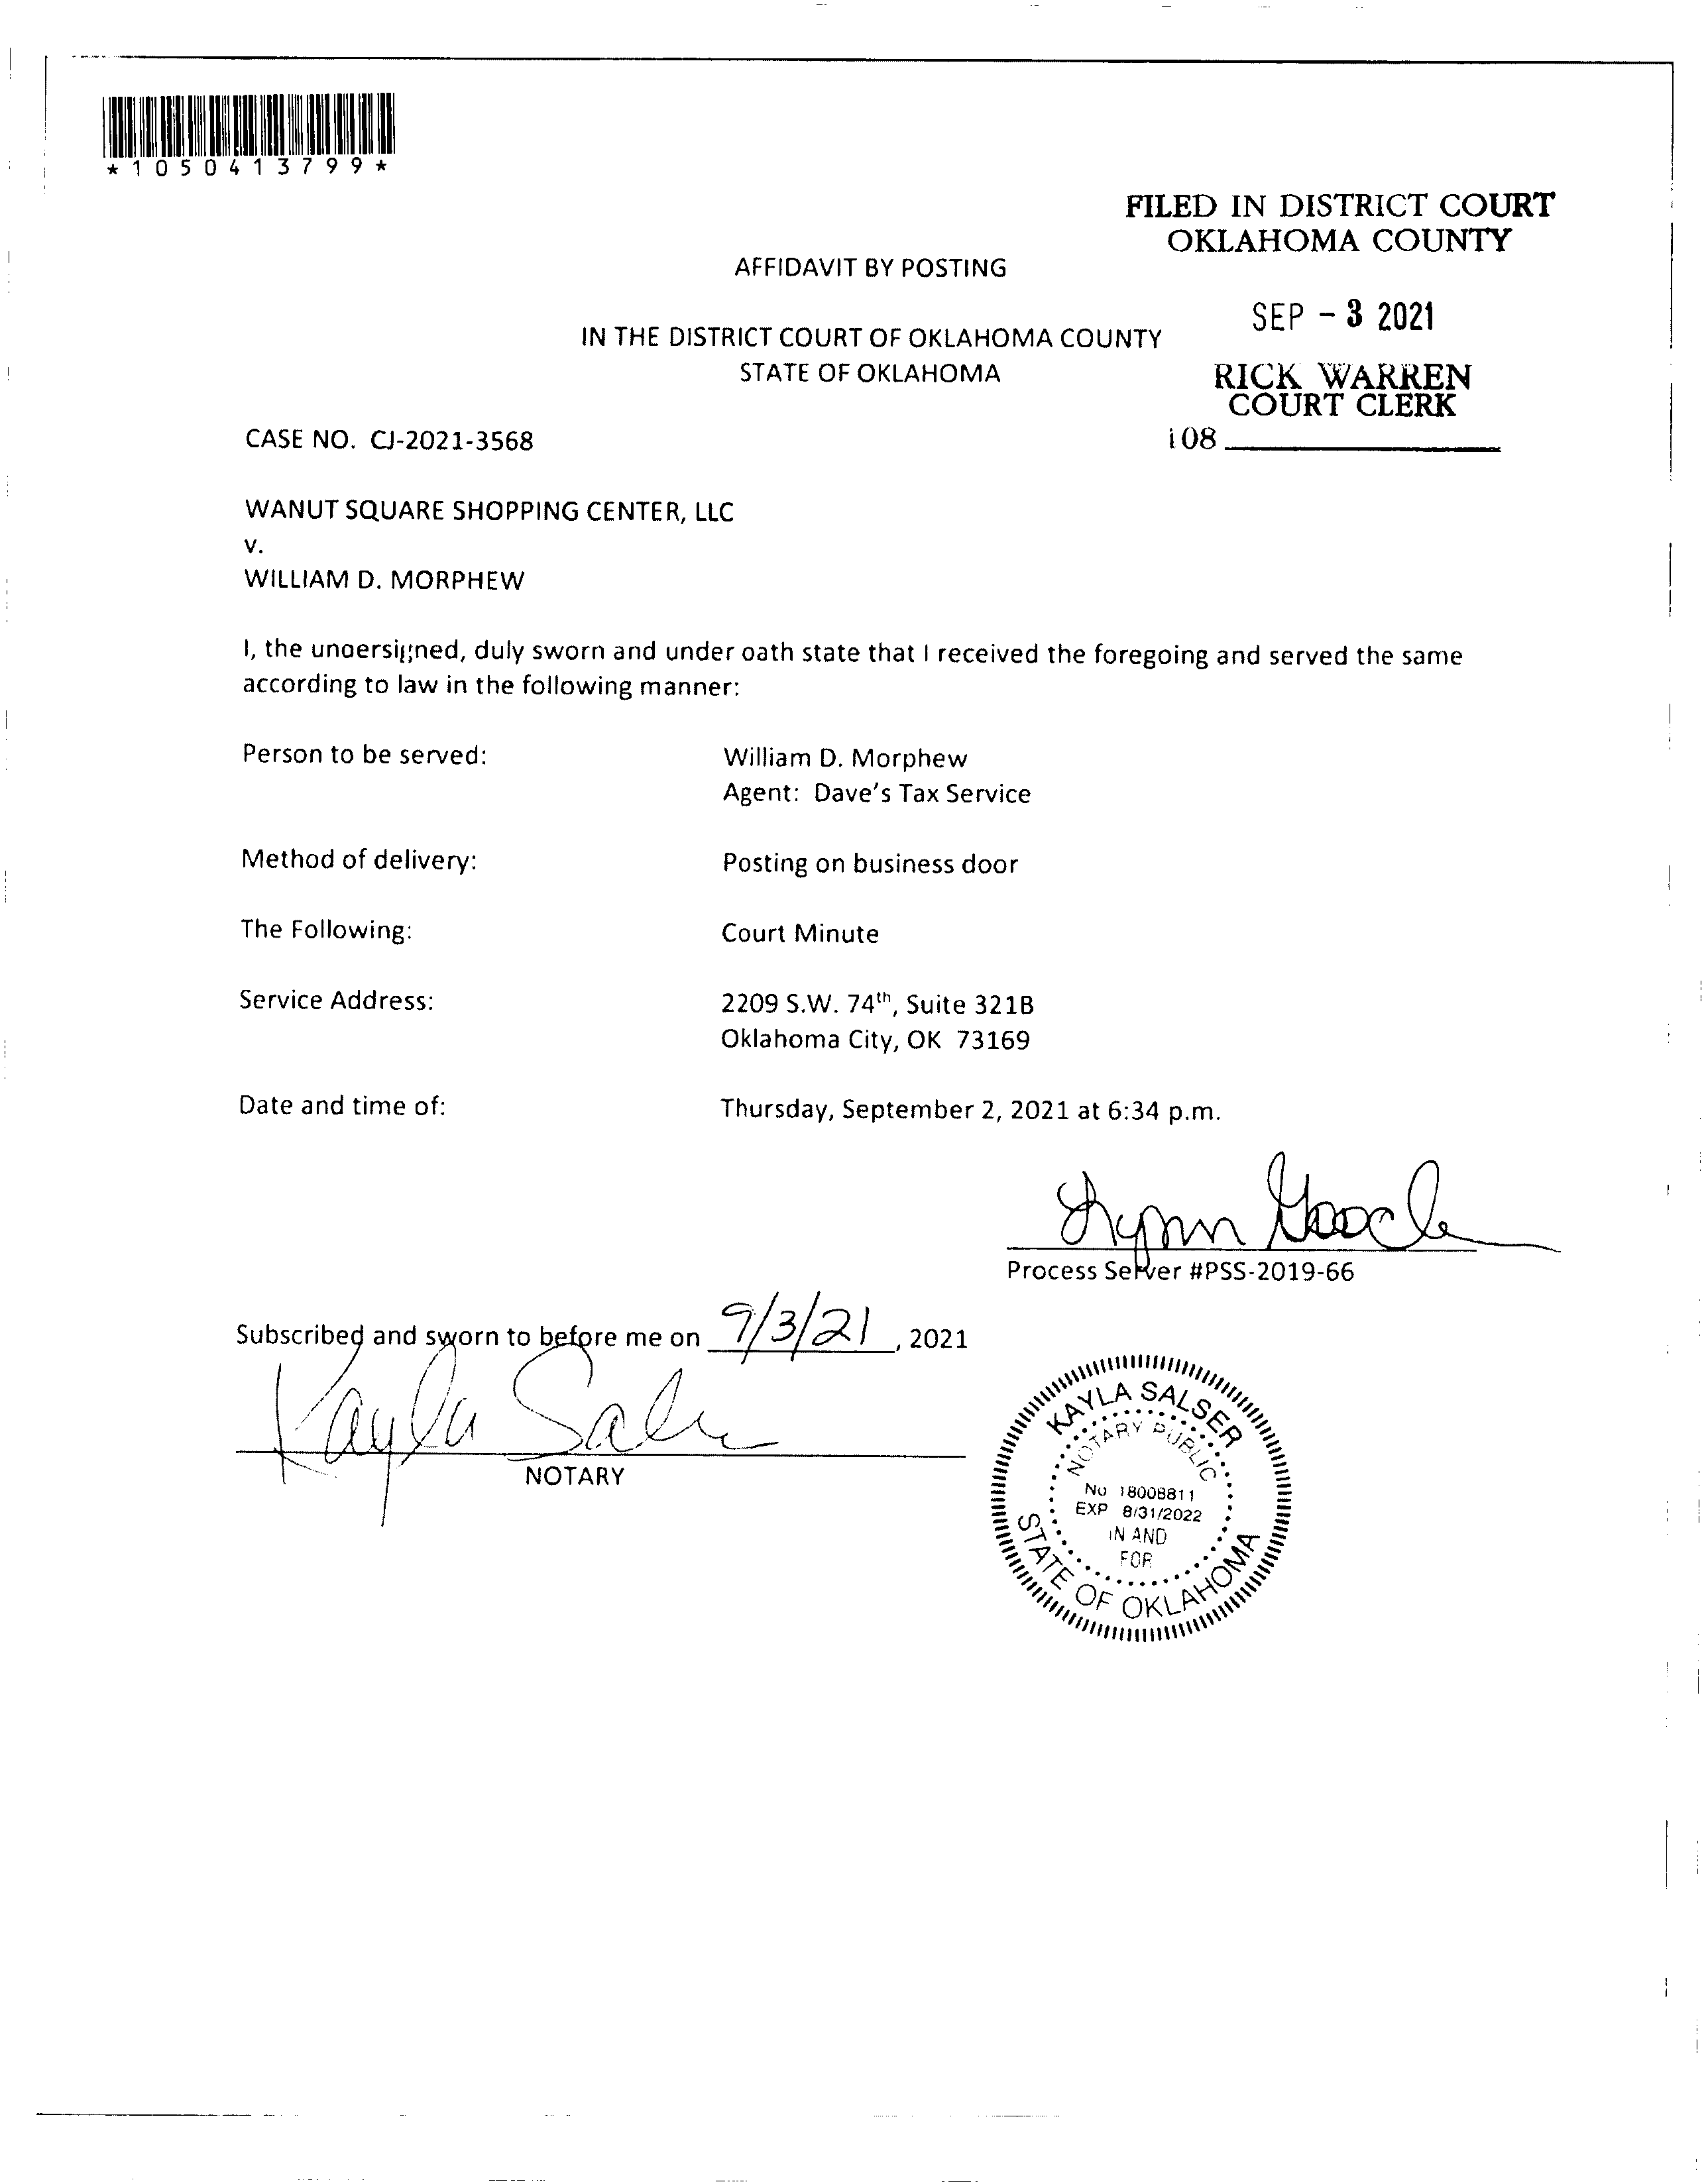 *1050413799*
FILED IN DISTRICT COURT
OKLAHOMA COUNTY
AFFIDAVIT BY POSTING
SEP - 3 2021
IN THE DISTRICT COURT OF OKLAHOMA COUNTY
STATE OF OKLAHOMA
RICK WARREN
COURT CLERK
108
CASE NO. CJ-2021-3568
WANUT SQUARE SHOPPING CENTER, LLC
v.
WILLIAM D. MORPHEW
I, the undersigned, duly sworn and under oath state that I received the foregoing and served the same
according to law in the following manner:
Person to be served: William D. Morphew
Agent: Dave's Tax Service
Method of delivery: Posting on business door
The Following: Court Minute
Service Address: 2209 S.W. 74th, Suite 321B
Oklahoma City, OK 73169
Date and time of: Thursday, September 2, 2021 at 6:34 p.m.
Lynn
Process Server #PSS-2019-66
Subscribed and sworn to before me on 9/3/21, 2021
Kayla
NOTARY
KAYLA SALSER
NOTARY PUBLIC
No 18008811
EXP 8/31/2022
IN AND
FOR
STATE OF OKLAHOMA